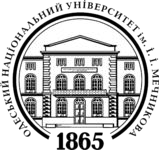 ОДЕСЬКИЙ НАЦІОНАЛЬНИЙ УНІВЕРСИТЕТ ІМ. І. І. МЕЧНИКОВА
1865